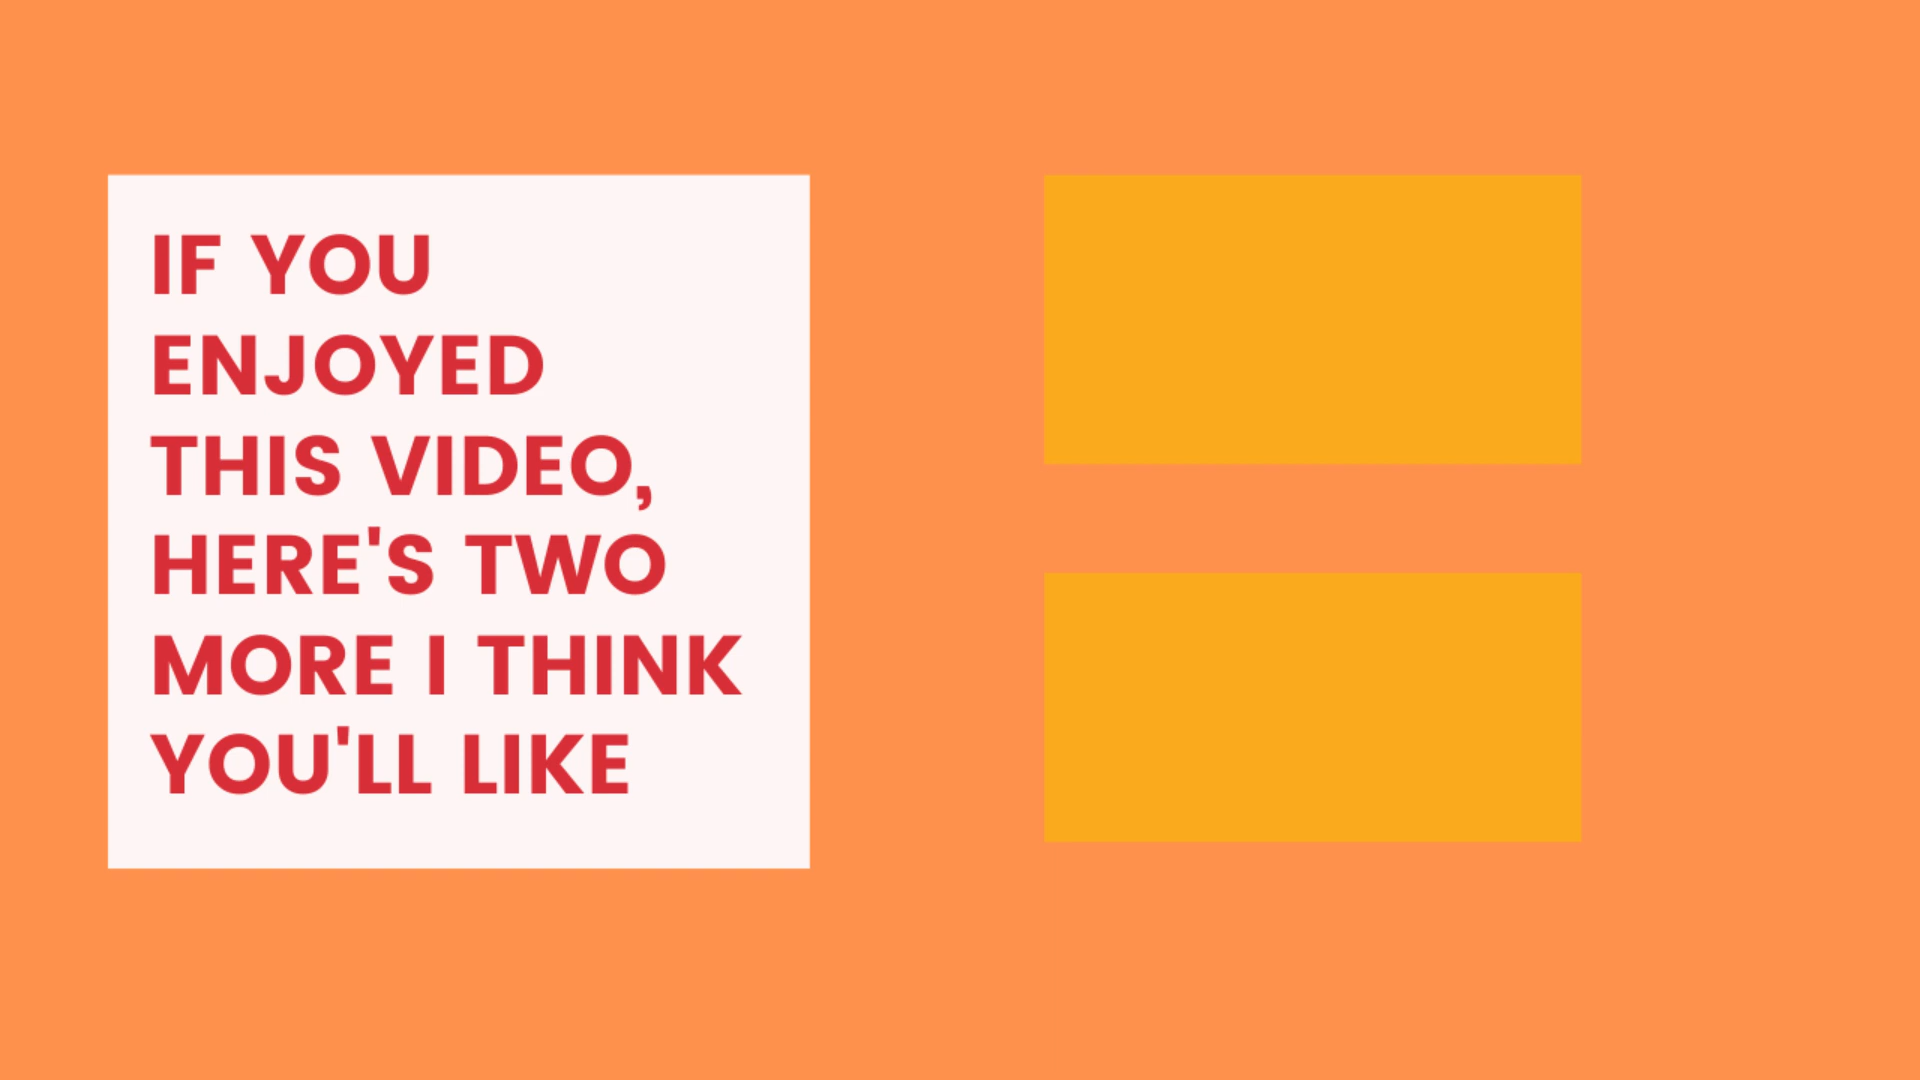 IF YOU
ENJOYED
THIS VIDEO,
HERE'S TWO
MORE I THINK
YOU'LL LIKE